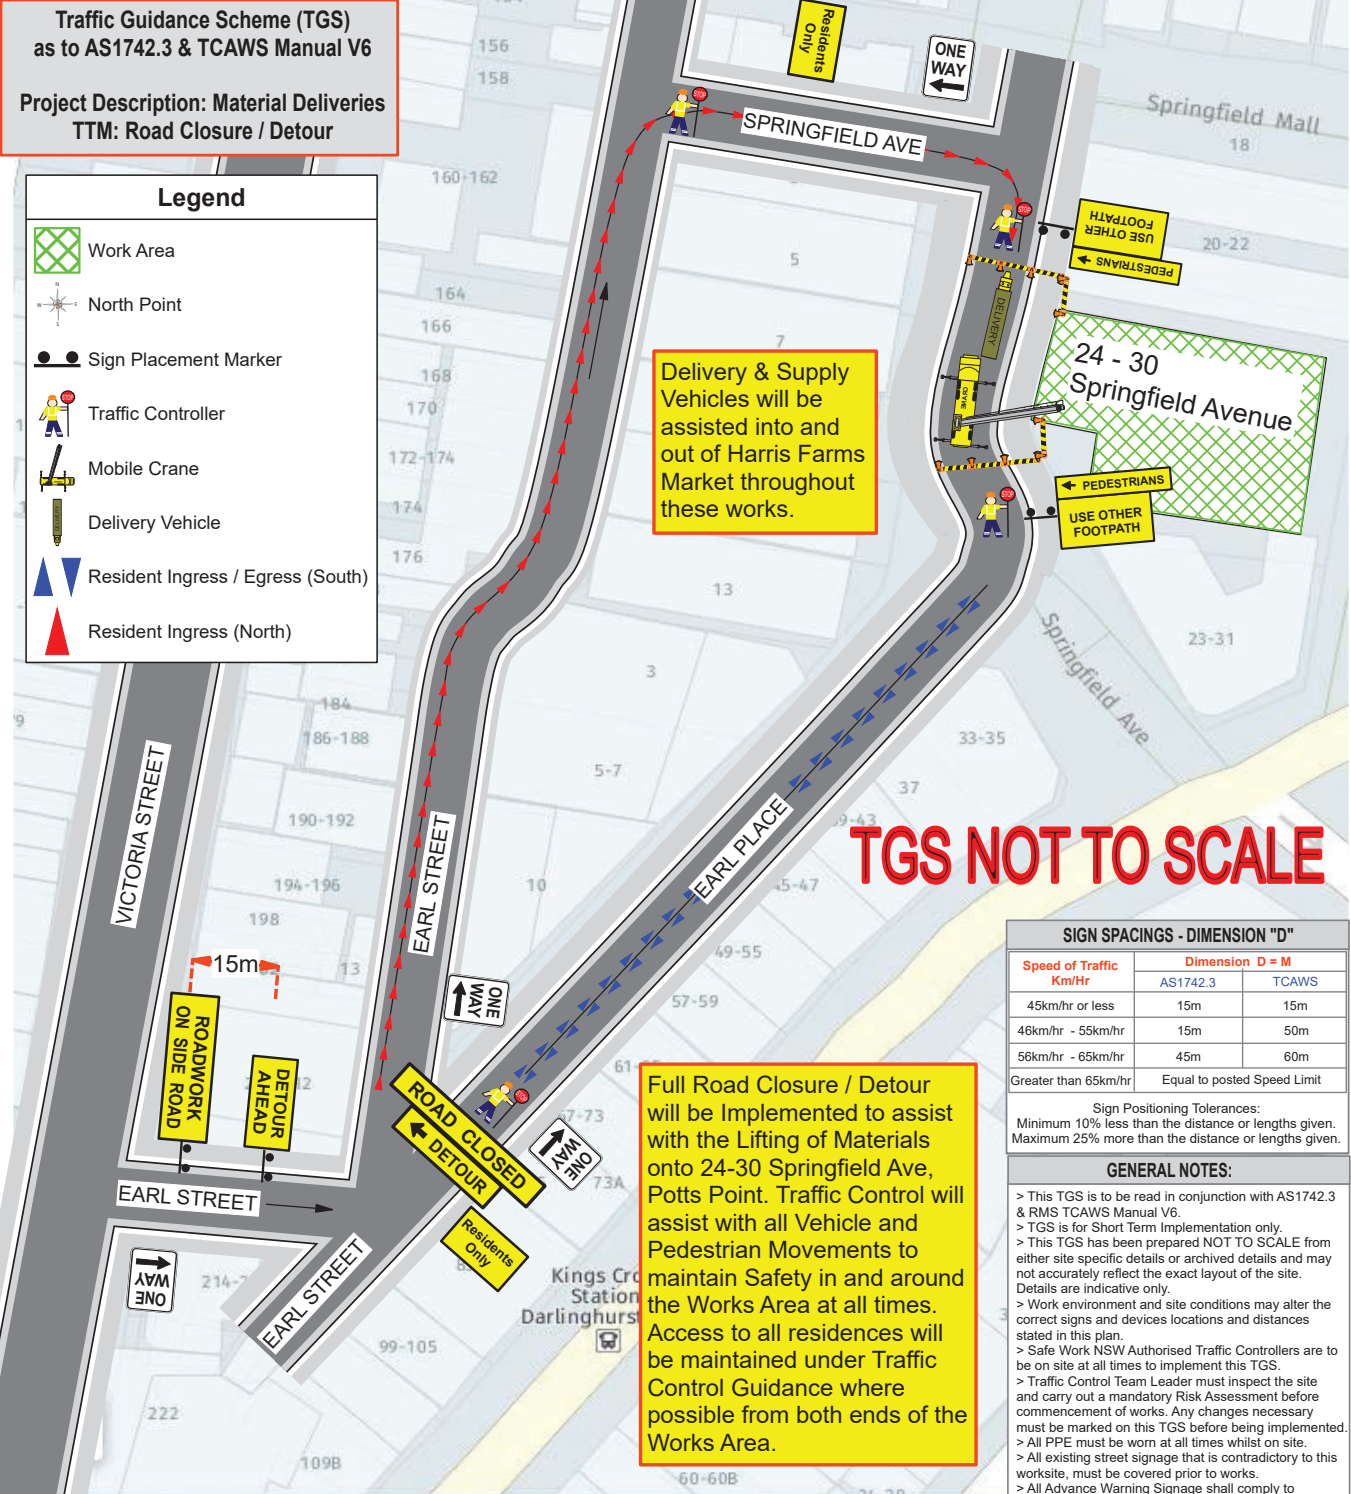 Traffic Guidance Scheme (TGS)
as to AS1742.3 & TCAWS Manual V6
Project Description: Material Deliveries
TTM: Road Closure / Detour
Legend
Work Area
North Point
Sign Placement Marker
Traffic Controller
Mobile Crane
Delivery Vehicle
Resident Ingress / Egress (South)
Resident Ingress (North)
156
158
160-162
164
166
168
170
172-174
174
176
184
186-188
190-192
194-196
198
13
Residents
Only
ONE
WAY
SPRINGFIELD AVE
Springfield Mall
18
20-22
USE OTHER
FOOTPATH
PEDESTRIANS
5
7
DELIVERY
CRANE
24 - 30
Springfield Avenue
Delivery & Supply
Vehicles will be
assisted into and
out of Harris Farms
Market throughout
these works.
PEDESTRIANS
USE OTHER
FOOTPATH
13
3
5-7
10
23-31
Springfield Ave
33-35
37
45-47
49-55
57-59
73A
VICTORIA STREET
EARL STREET
EARL PLACE
TGS NOT TO SCALE
15m
ROADWORK
ON SIDE ROAD
DETOUR
AHEAD
ONE
WAY
ROAD CLOSED
DETOUR
ONE
WAY
Residents
Only
EARL STREET
EARL STREET
ONE
WAY
99-105
222
109B
60-60B
Kings Cro
Station
Darlinghurst
Full Road Closure / Detour
will be Implemented to assist
with the Lifting of Materials
onto 24-30 Springfield Ave,
Potts Point. Traffic Control will
assist with all Vehicle and
Pedestrian Movements to
maintain Safety in and around
the Works Area at all times.
Access to all residences will
be maintained under Traffic
Control Guidance where
possible from both ends of the
Works Area.
SIGN SPACINGS - DIMENSION "D"
Speed of Traffic Km/Hr Dimension D = M
AS1742.3 TCAWS
45km/hr or less 15m 15m
46km/hr - 55km/hr 15m 50m
56km/hr - 65km/hr 45m 60m
Greater than 65km/hr Equal to posted Speed Limit
Sign Positioning Tolerances:
Minimum 10% less than the distance or lengths given.
Maximum 25% more than the distance or lengths given.
GENERAL NOTES:
> This TGS is to be read in conjunction with AS1742.3
& RMS TCAWS Manual V6.
> TGS is for Short Term Implementation only.
> This TGS has been prepared NOT TO SCALE from
either site specific details or archived details and may
not accurately reflect the exact layout of the site.
Details are indicative only.
> Work environment and site conditions may alter the
correct signs and devices locations and distances
stated in this plan.
> Safe Work NSW Authorised Traffic Controllers are to
be on site at all times to implement this TGS.
> Traffic Control Team Leader must inspect the site
and carry out a mandatory Risk Assessment before
commencement of works. Any changes necessary
must be marked on this TGS before being implemented.
> All PPE must be worn at all times whilst on site.
> All existing street signage that is contradictory to this
worksite, must be covered prior to works.
> All Advance Warning Signage shall comply to